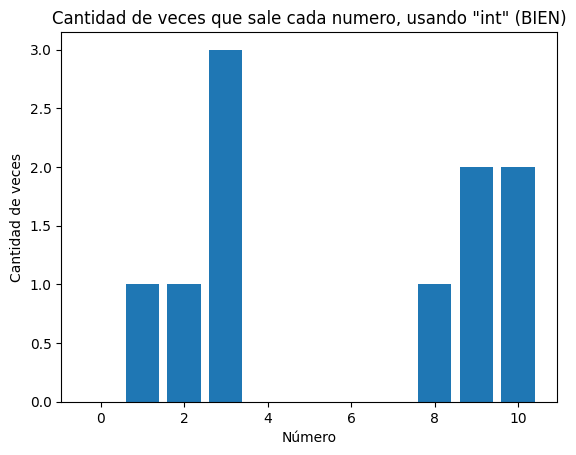 Cantidad de veces que sale cada numero, usando "int" (BIEN)
3.0
2.5
2.0
1.5
1.0
0.5
0.0
Cantidad de veces
0 2 4 6 8 10
Número